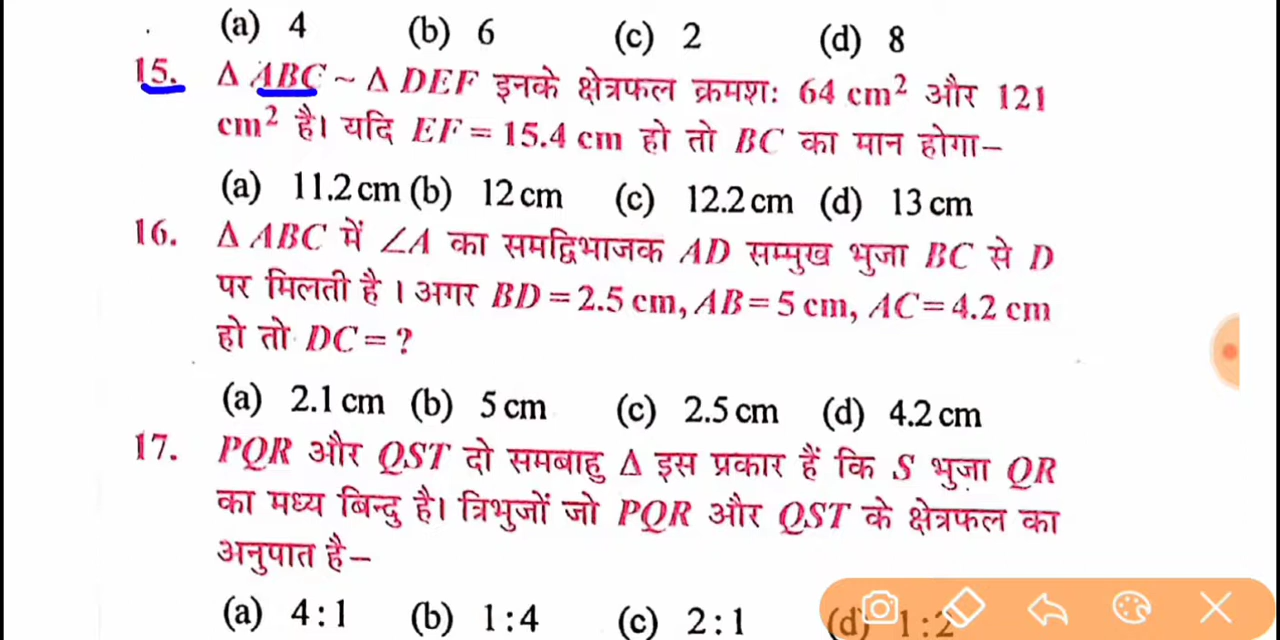 (a) 4 (b) 6 (c) 2 (d) 8
15. Δ ABC ~ Δ DEF इनके क्षेत्रफल क्रमशः 64 cm² और 121
cm² है। यदि EF = 15.4 cm हो तो BC का मान होगा–
(a) 11.2 cm (b) 12 cm (c) 12.2 cm (d) 13 cm
16. Δ ABC में ∠A का समद्विभाजक AD सम्मुख भुजा BC से D
पर मिलती है । अगर BD = 2.5 cm, AB = 5 cm, AC = 4.2 cm
हो तो DC = ?
(a) 2.1 cm (b) 5 cm (c) 2.5 cm (d) 4.2 cm
17. PQR और QST दो समबाहु Δ इस प्रकार हैं कि S भुजा QR
का मध्य बिन्दु है। त्रिभुजों जो PQR और QST के क्षेत्रफल का
अनुपात है–
(a) 4 : 1 (b) 1 : 4 (c) 2 : 1 (d) 1 : 2